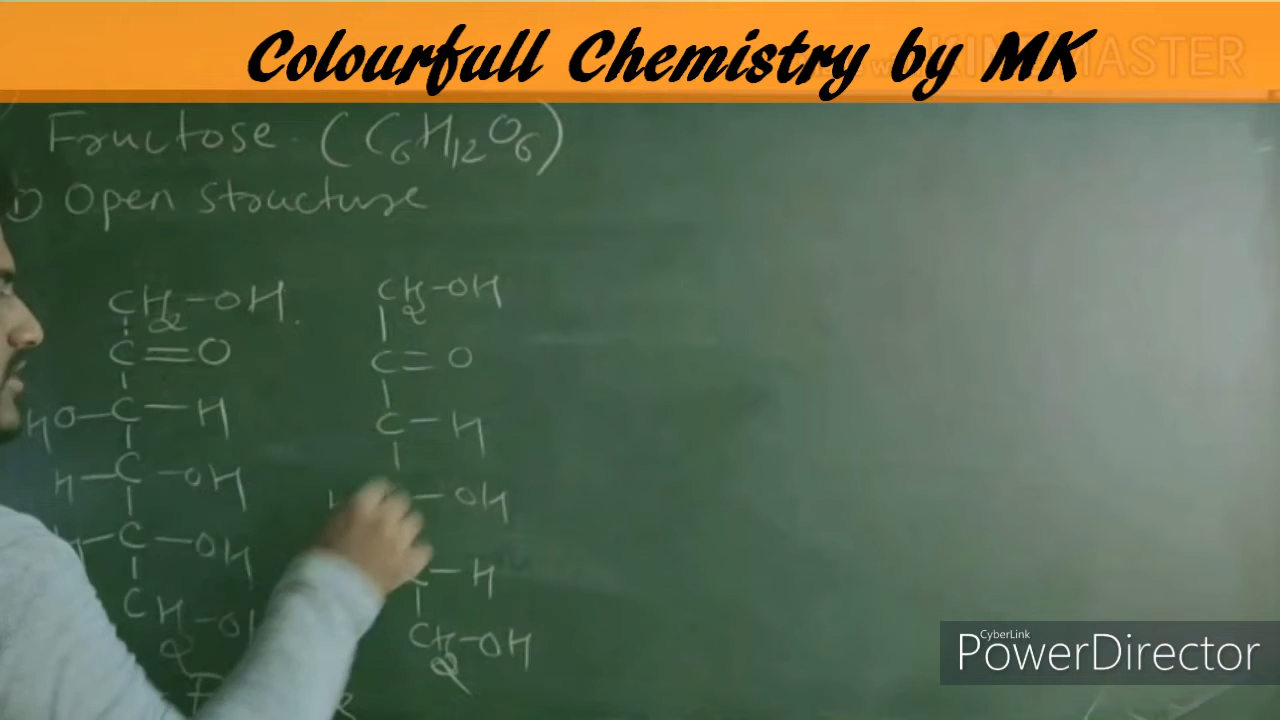 Colourfull Chemistry by MK
KINEMASTER
Fructose. (C6H12O6)
1) Open structure
CH2-OH.
C=O
HO-C-H
H-C-OH
H-C-OH
CH2-OH
CH2-OH
C=O
C-H
-OH
-H
CH2-OH
CyberLink
PowerDirector